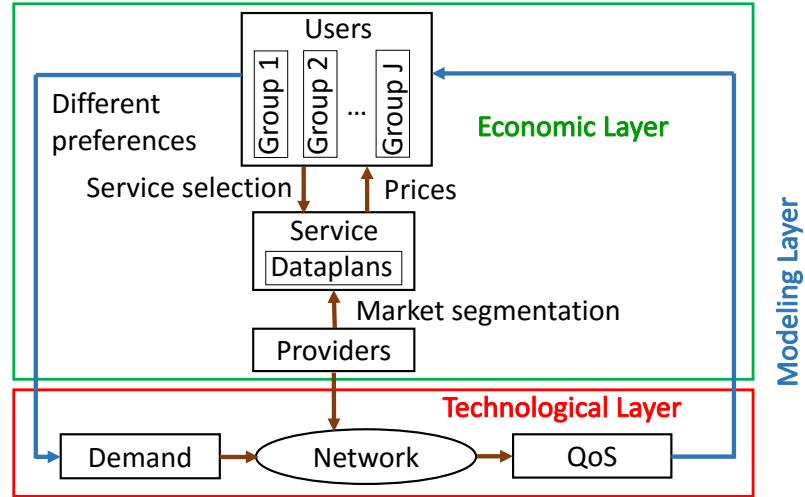 Users
Group 1
Group 2
...
Group J
Different
preferences
Economic Layer
Service selection
Prices
Service
Dataplans
Market segmentation
Providers
Modeling Layer
Technological Layer
Demand
Network
QoS